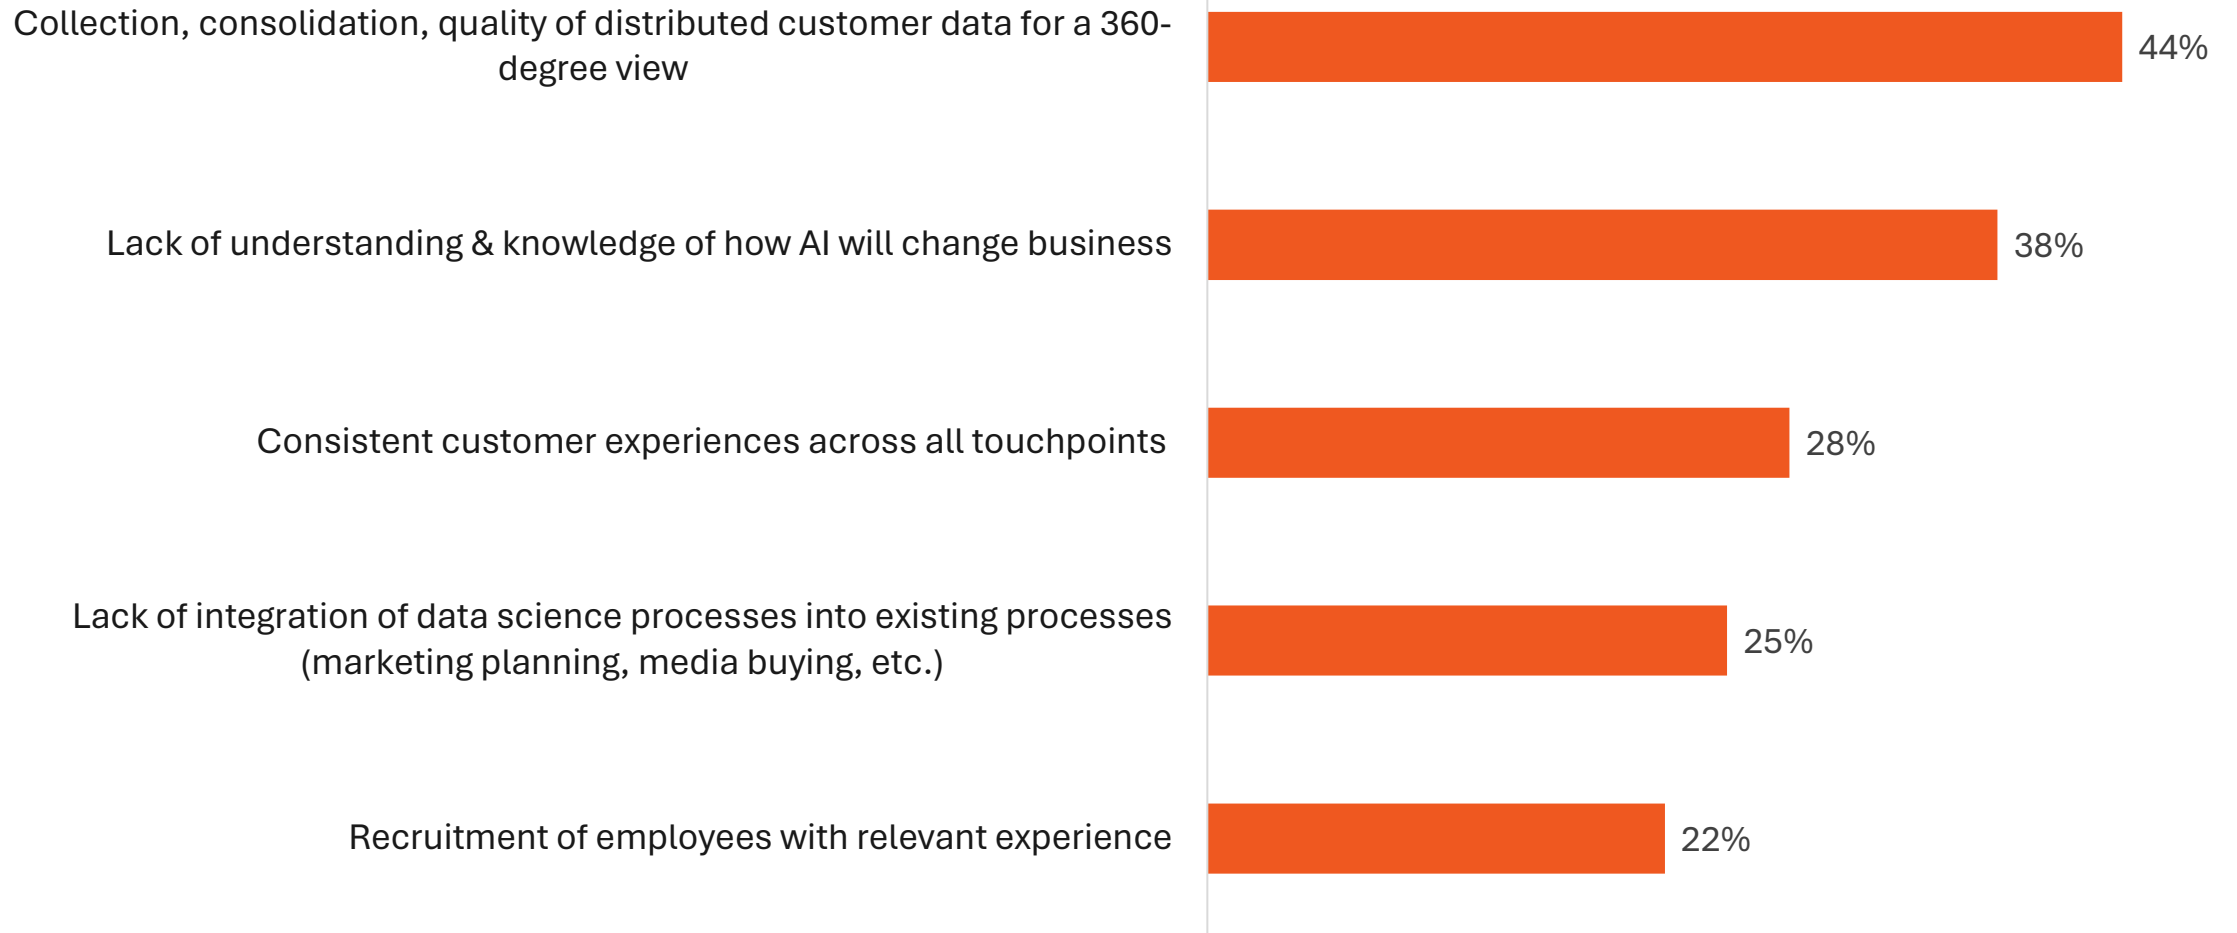 Collection, consolidation, quality of distributed customer data for a 360-
degree view
44%
Lack of understanding & knowledge of how AI will change business
38%
Consistent customer experiences across all touchpoints
28%
Lack of integration of data science processes into existing processes
(marketing planning, media buying, etc.)
25%
Recruitment of employees with relevant experience
22%